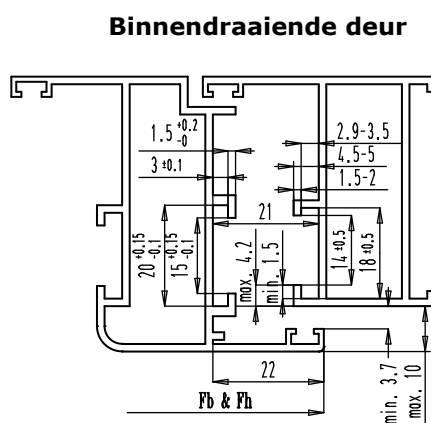 Binnendraaiende deur
1.5 +0.2 -0
2.9-3.5
4.5-5
3 ±0.1
1.5-2
21
20 +0.15 -0.1
15 +0.15 -0.1
max. 4.2
min. 1.5
14 ±0.5
18 ±0.5
22
min. 3.7
max. 10
Fb & Fh